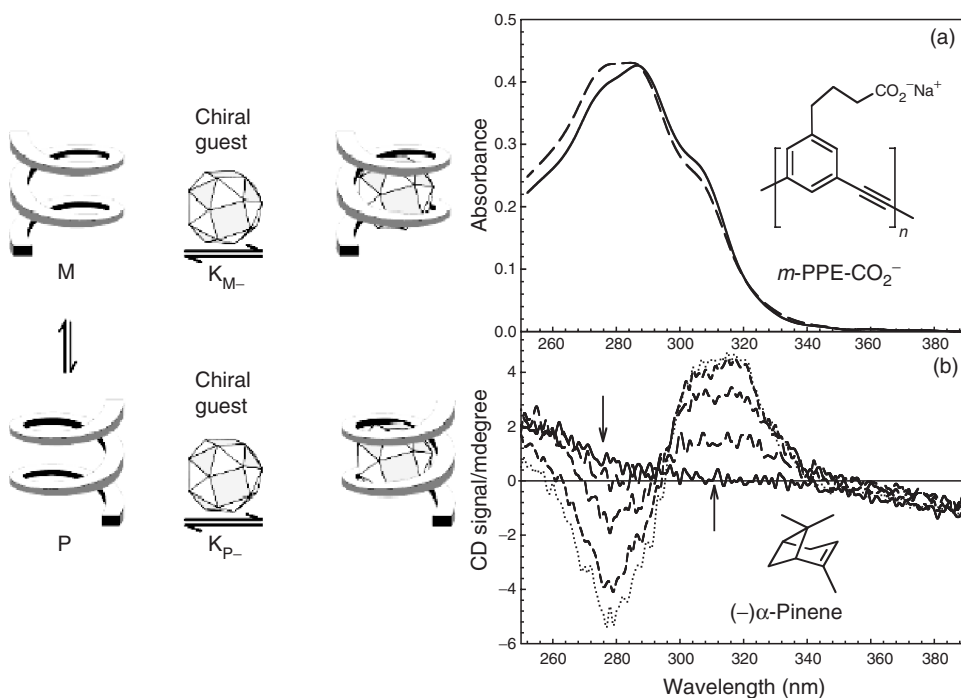 Chiral
guest
M
K_M–
Chiral
guest
P
K_P–
(a)
Absorbance
0.5
0.4
0.3
0.2
0.1
0.0
CO₂⁻Na⁺
n
m-PPE-CO₂⁻
260 280 300 320 340 360 380
(b)
CD signal/mdegree
4
2
0
–2
–4
–6
(–)α-Pinene
260 280 300 320 340 360 380
Wavelength (nm)